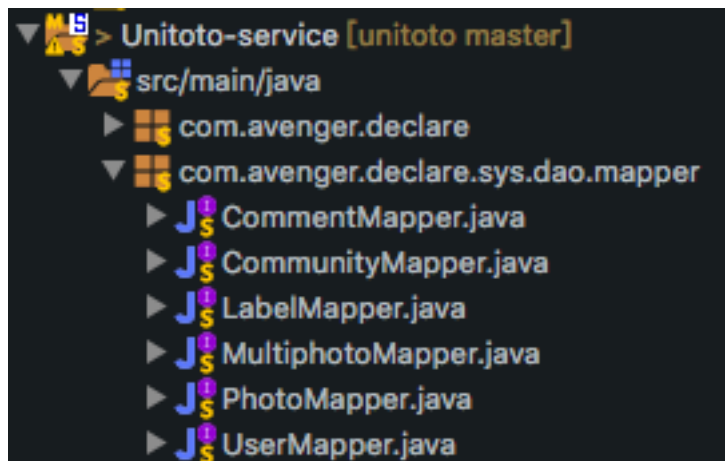 > Unitoto-service [unitoto master]
src/main/java
com.avenger.declare
com.avenger.declare.sys.dao.mapper
CommentMapper.java
CommunityMapper.java
LabelMapper.java
MultiphotoMapper.java
PhotoMapper.java
UserMapper.java